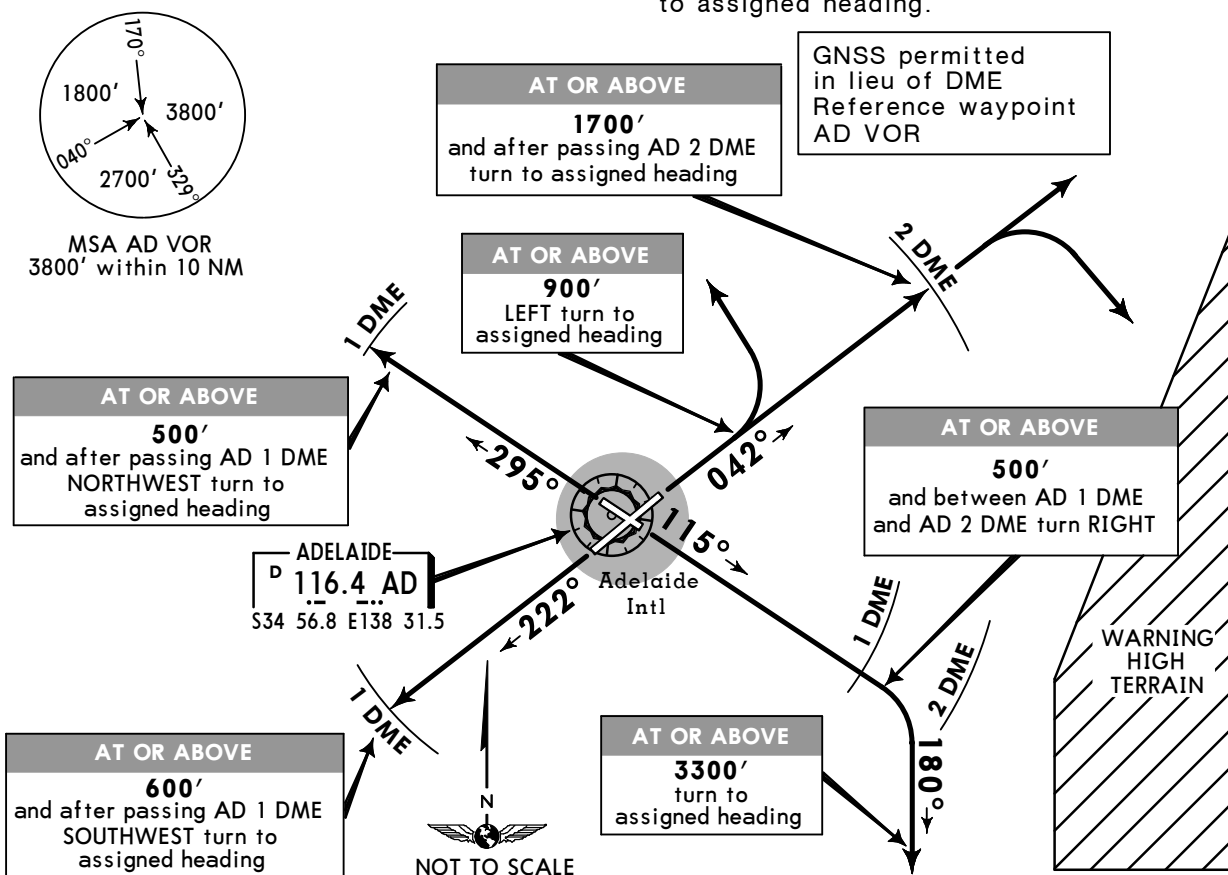 to assigned heading.
170°
1800'
3800'
040°
2700'
329°
MSA AD VOR
3800' within 10 NM
AT OR ABOVE
1700'
and after passing AD 2 DME
turn to assigned heading
GNSS permitted
in lieu of DME
Reference waypoint
AD VOR
AT OR ABOVE
900'
LEFT turn to
assigned heading
2 DME
1 DME
AT OR ABOVE
500'
and after passing AD 1 DME
NORTHWEST turn to
assigned heading
295°
042°
AT OR ABOVE
500'
and between AD 1 DME
and AD 2 DME turn RIGHT
115°
ADELAIDE
D 116.4 AD
S34 56.8 E138 31.5
Adelaide
Intl
222°
1 DME
2 DME
WARNING
HIGH
TERRAIN
1 DME
AT OR ABOVE
600'
and after passing AD 1 DME
SOUTHWEST turn to
assigned heading
N
NOT TO SCALE
AT OR ABOVE
3300'
turn to
assigned heading
180°